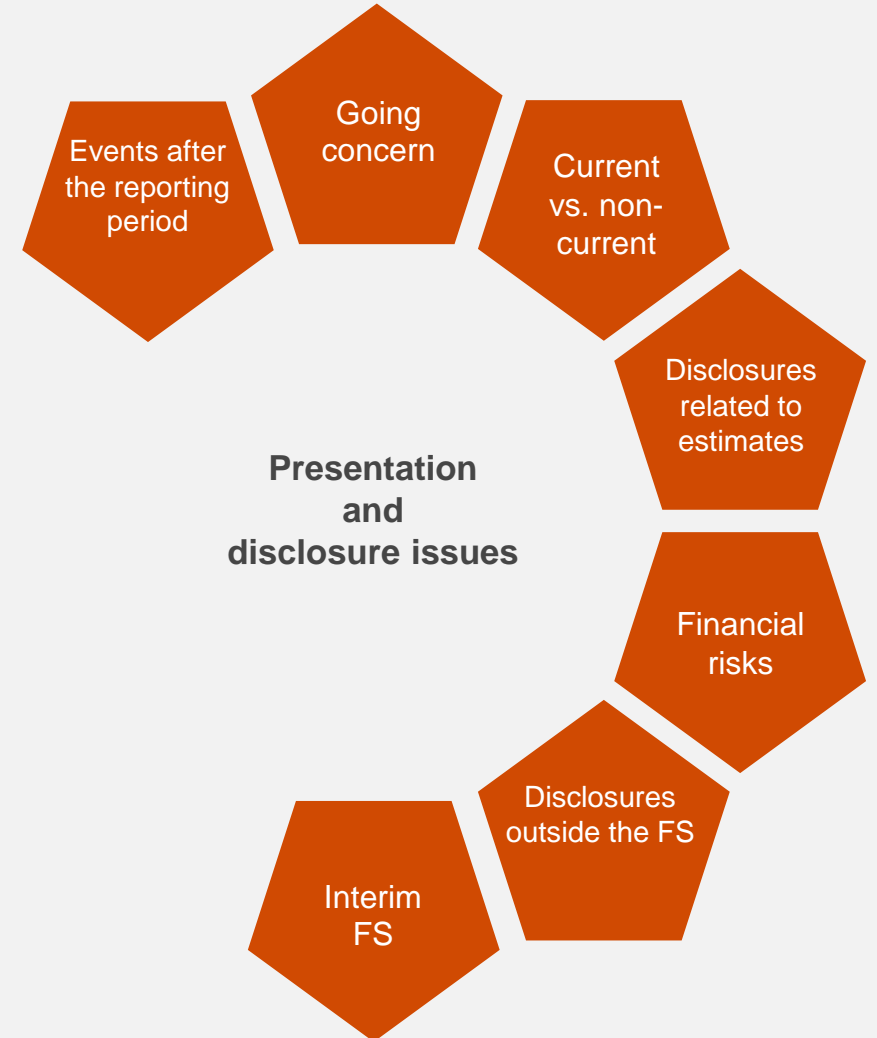 Events after
the reporting
period
Going
concern
Current
vs. non-
current
Disclosures
related to
estimates
Financial
risks
Disclosures
outside the FS
Interim
FS
Presentation
and
disclosure issues